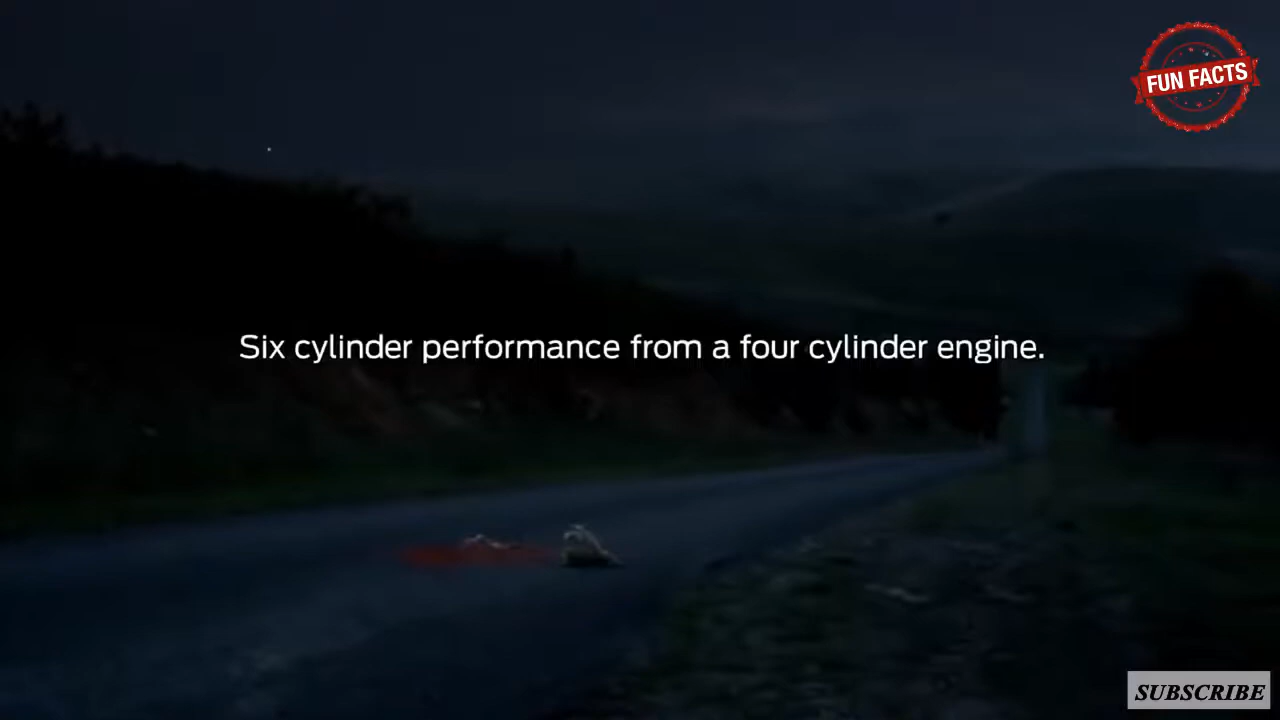 FUN FACTS
Six cylinder performance from a four cylinder engine.
SUBSCRIBE